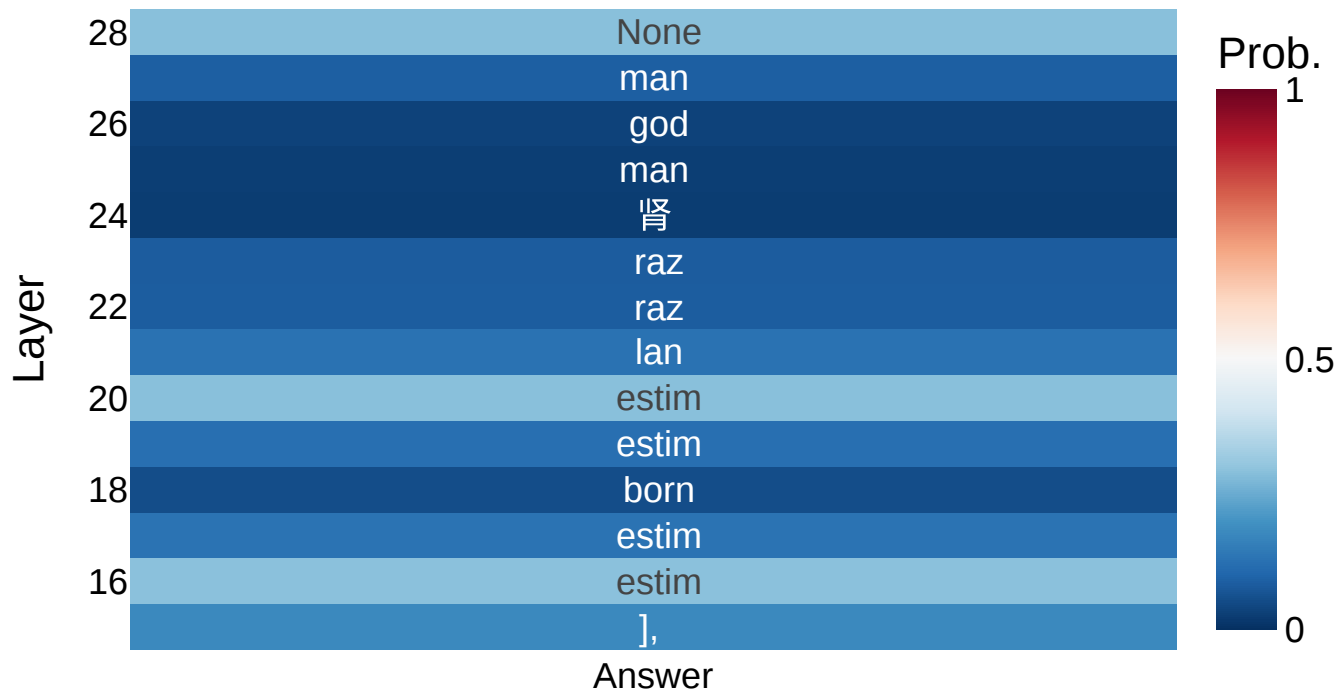 28 None
Prob.
man
1
26 god
man
24 肾
raz
22 raz
Layer
lan
0.5
20 estim
estim
18 born
estim
16 estim
],
0
Answer